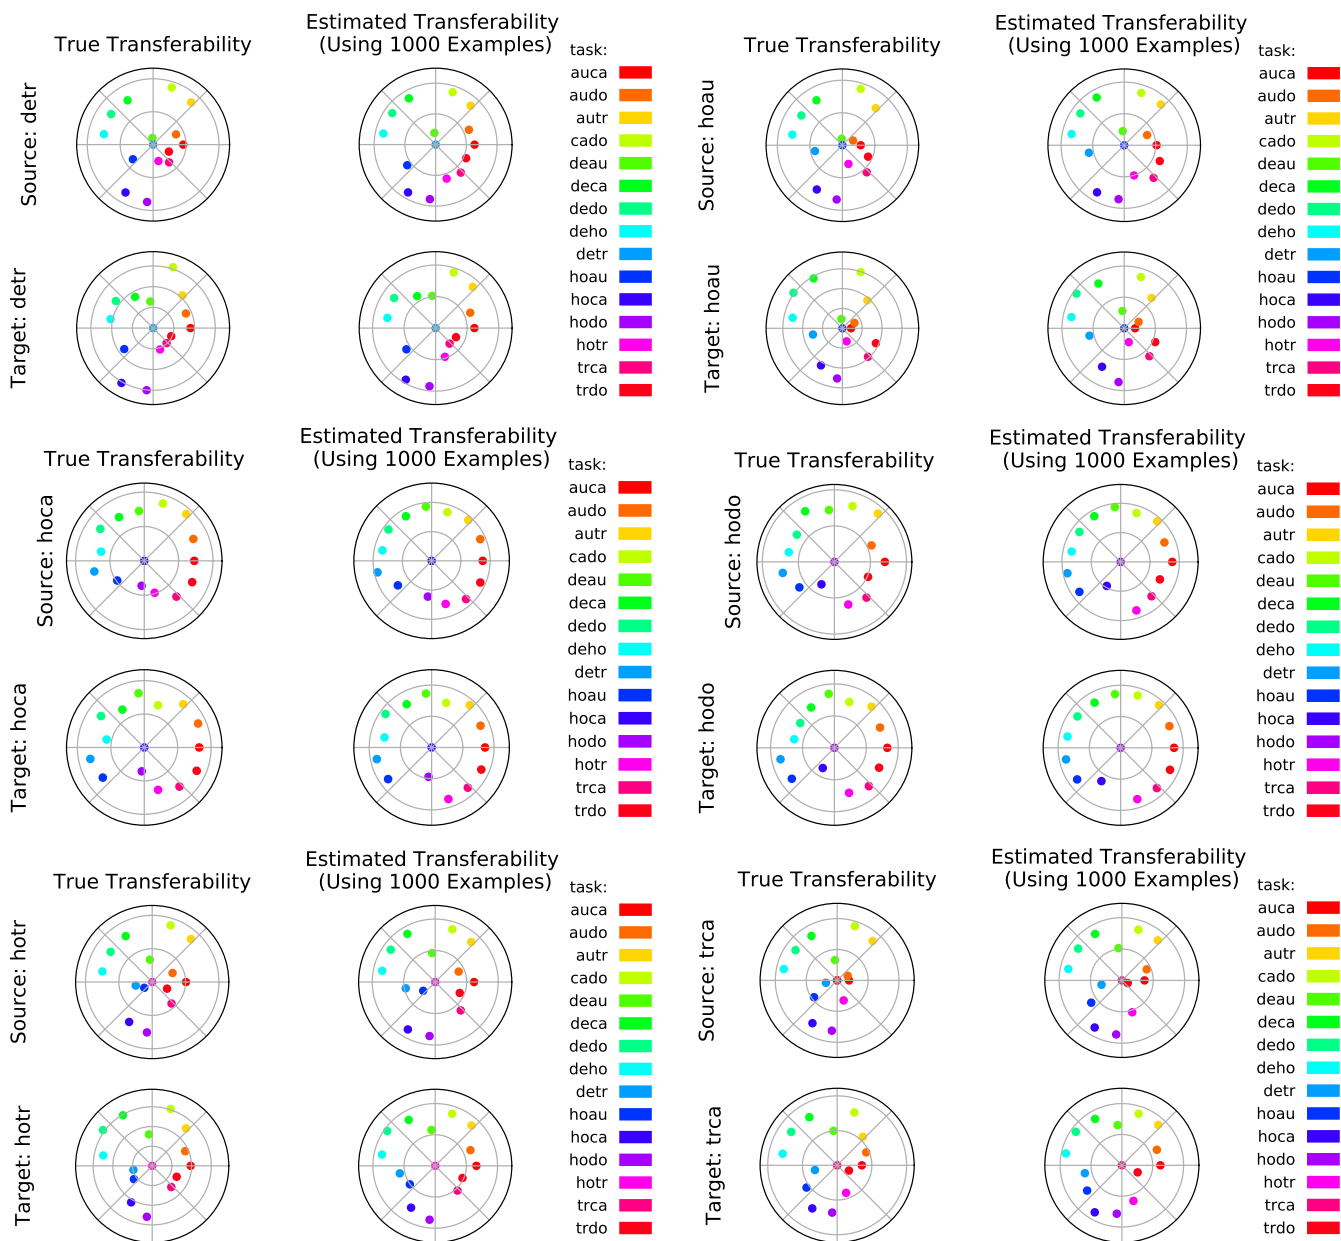 True Transferability
Estimated Transferability
(Using 1000 Examples)
task:
auca
audo
autr
cado
deau
deca
dedo
deho
detr
hoau
hoca
hodo
hotr
trca
trdo
Source: detr
Target: detr
True Transferability
Estimated Transferability
(Using 1000 Examples)
task:
auca
audo
autr
cado
deau
deca
dedo
deho
detr
hoau
hoca
hodo
hotr
trca
trdo
Source: hoau
Target: hoau
True Transferability
Estimated Transferability
(Using 1000 Examples)
task:
auca
audo
autr
cado
deau
deca
dedo
deho
detr
hoau
hoca
hodo
hotr
trca
trdo
Source: hoca
Target: hoca
True Transferability
Estimated Transferability
(Using 1000 Examples)
task:
auca
audo
autr
cado
deau
deca
dedo
deho
detr
hoau
hoca
hodo
hotr
trca
trdo
Source: hodo
Target: hodo
True Transferability
Estimated Transferability
(Using 1000 Examples)
task:
auca
audo
autr
cado
deau
deca
dedo
deho
detr
hoau
hoca
hodo
hotr
trca
trdo
Source: hotr
Target: hotr
True Transferability
Estimated Transferability
(Using 1000 Examples)
task:
auca
audo
autr
cado
deau
deca
dedo
deho
detr
hoau
hoca
hodo
hotr
trca
trdo
Source: trca
Target: trca